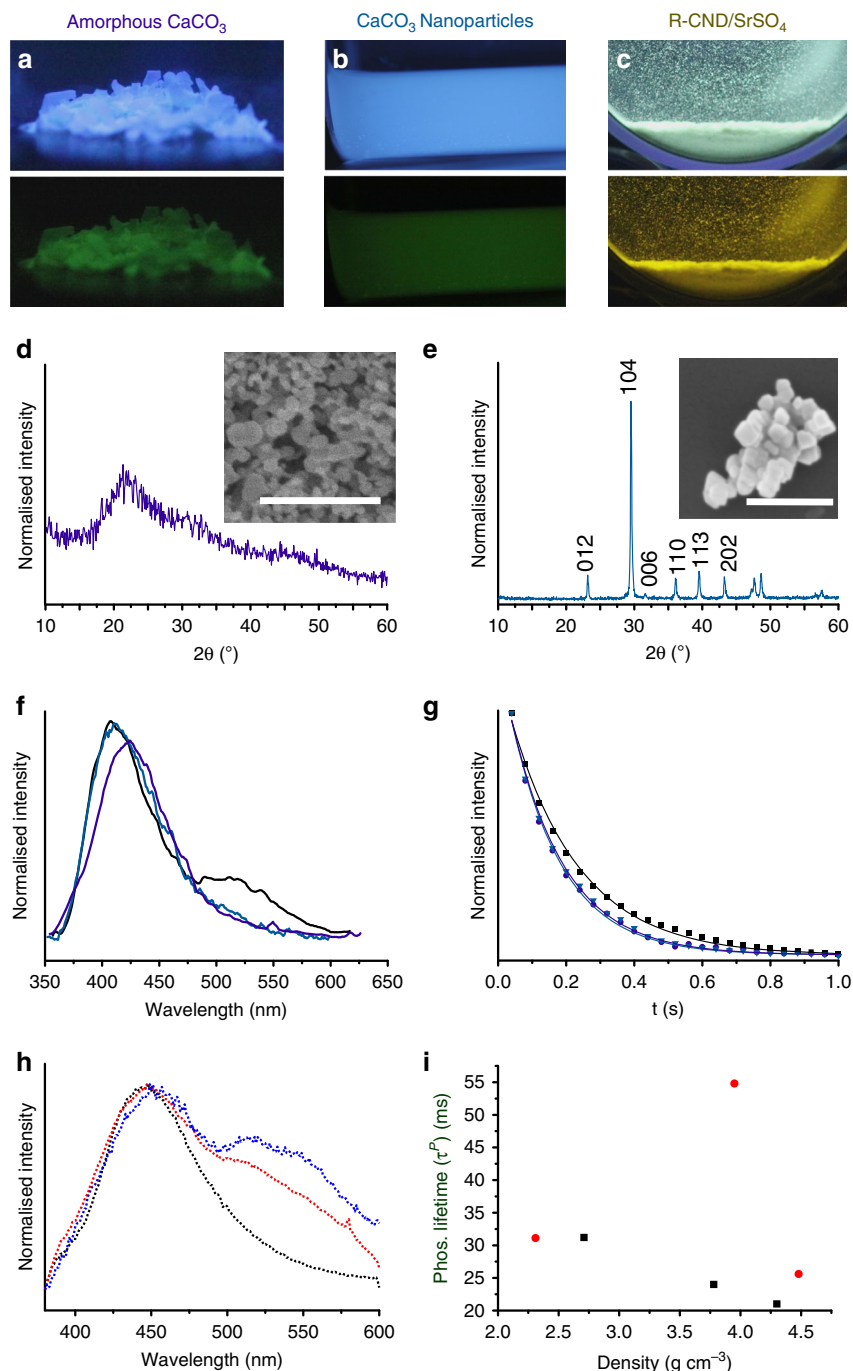 Amorphous CaCO₃
CaCO₃ Nanoparticles
R-CND/SrSO₄
a
b
c
d
Normalised intensity
10 20 30 40 50 60
2θ (°)
e
Normalised intensity
012
104
006
110
113
202
10 20 30 40 50 60
2θ (°)
f
Normalised intensity
350 400 450 500 550 600 650
Wavelength (nm)
g
Normalised intensity
0.0 0.2 0.4 0.6 0.8 1.0
t (s)
h
Normalised intensity
400 450 500 550 600
Wavelength (nm)
i
Phos. lifetime (τᴾ) (ms)
55
50
45
40
35
30
25
20
2.0 2.5 3.0 3.5 4.0 4.5
Density (g cm⁻³)